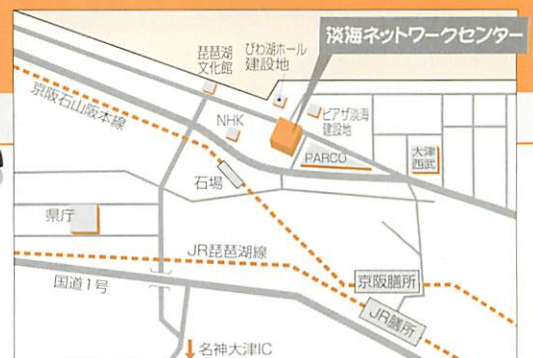 淡海ネットワークセンター
琵琶湖
文化館
びわ湖ホール
建設地
京阪石山阪本線
NHK
ピアザ淡海
建設地
PARCO
大津
西武
石場
県庁
JR琵琶湖線
国道1号
京阪膳所
JR膳所
名神大津IC